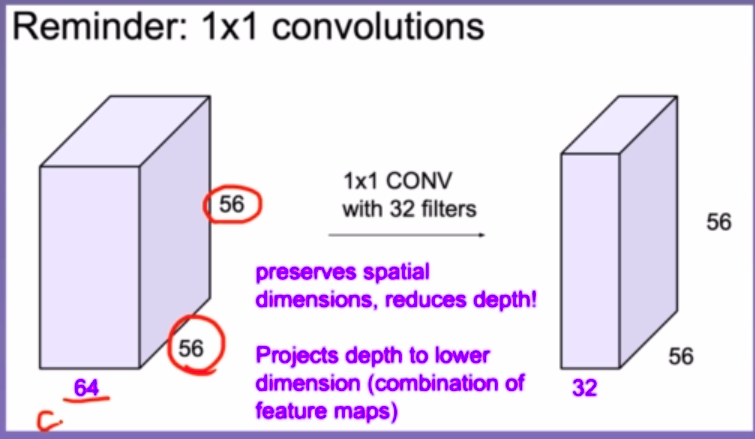 Reminder: 1x1 convolutions
56
56
64
C
1x1 CONV
with 32 filters
preserves spatial
dimensions, reduces depth!
Projects depth to lower
dimension (combination of
feature maps)
56
56
32